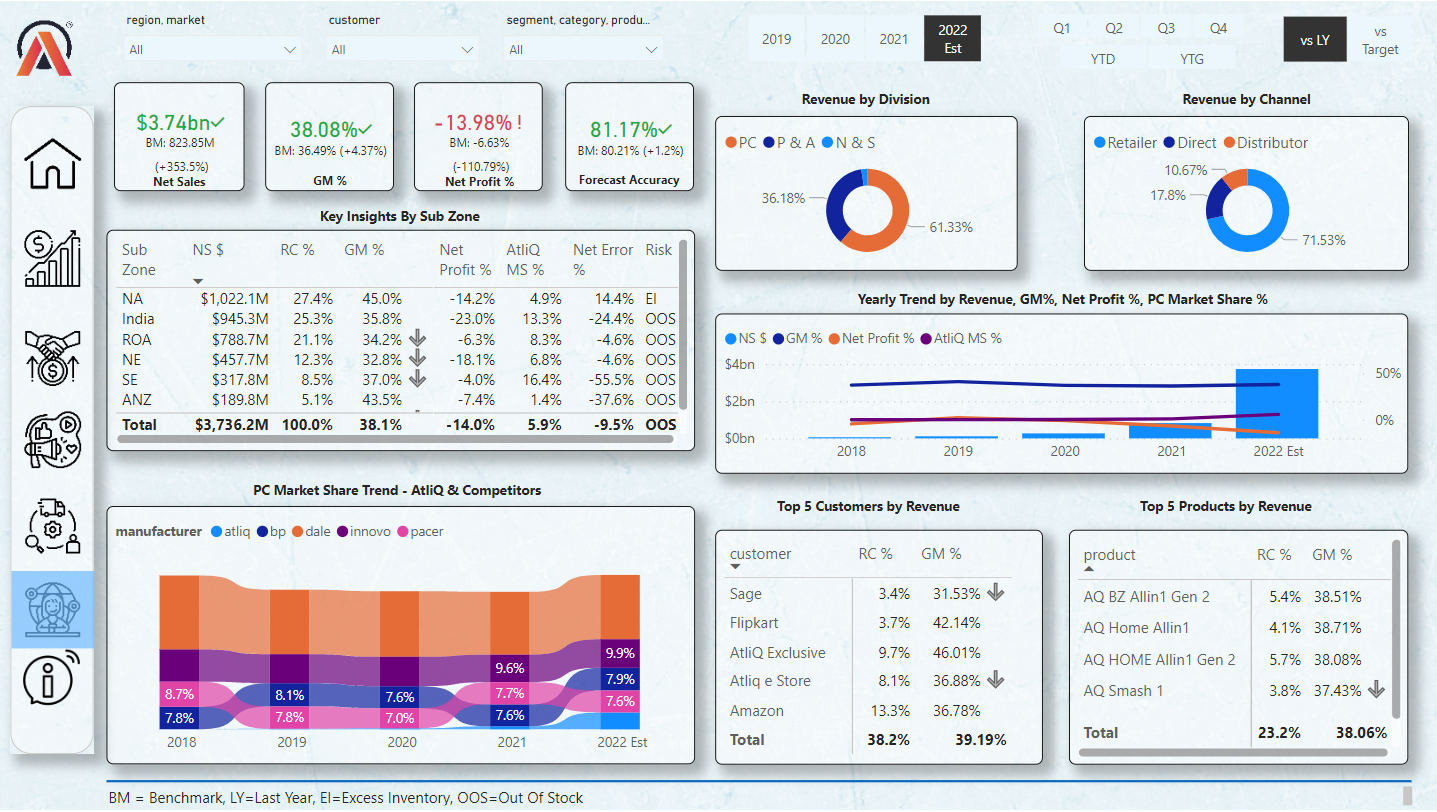 region, market
customer
segment, category, produ...
All
All
All
2019
2020
2021
2022
Est
Q1
Q2
Q3
Q4
YTD
YTG
vs LY
vs
Target
$3.74bn
BM: 823.85M
(+353.5%)
Net Sales
38.08%
BM: 36.49% (+4.37%)
GM %
-13.98% !
BM: -6.63%
(-110.79%)
Net Profit %
81.17%
BM: 80.21% (+1.2%)
Forecast Accuracy
Revenue by Division
PC P & A N & S
36.18%
61.33%
Revenue by Channel
Retailer Direct Distributor
10.67%
17.8%
71.53%
Key Insights By Sub Zone
Sub Zone NS $ RC % GM % Net Profit % AtliQ MS % Net Error % Risk
NA $1,022.1M 27.4% 45.0% -14.2% 4.9% 14.4% EI
India $945.3M 25.3% 35.8% -23.0% 13.3% -24.4% OOS
ROA $788.7M 21.1% 34.2% -6.3% 8.3% -4.6% OOS
NE $457.7M 12.3% 32.8% -18.1% 6.8% -4.6% OOS
SE $317.8M 8.5% 37.0% -4.0% 16.4% -55.5% OOS
ANZ $189.8M 5.1% 43.5% -7.4% 1.4% -37.6% OOS
Total $3,736.2M 100.0% 38.1% -14.0% 5.9% -9.5% OOS
Yearly Trend by Revenue, GM%, Net Profit %, PC Market Share %
NS $ GM % Net Profit % AtliQ MS %
$4bn
$2bn
$0bn
50%
0%
2018 2019 2020 2021 2022 Est
PC Market Share Trend - AtliQ & Competitors
manufacturer atliq bp dale innovo pacer
8.7%
7.8%
8.1%
7.8%
7.6%
7.0%
9.6%
7.7%
7.6%
9.9%
7.9%
7.6%
2018 2019 2020 2021 2022 Est
Top 5 Customers by Revenue
customer RC % GM %
Sage 3.4% 31.53%
Flipkart 3.7% 42.14%
AtliQ Exclusive 9.7% 46.01%
Atliq e Store 8.1% 36.88%
Amazon 13.3% 36.78%
Total 38.2% 39.19%
Top 5 Products by Revenue
product RC % GM %
AQ BZ Allin1 Gen 2 5.4% 38.51%
AQ Home Allin1 4.1% 38.71%
AQ HOME Allin1 Gen 2 5.7% 38.08%
AQ Smash 1 3.8% 37.43%
Total 23.2% 38.06%
BM = Benchmark, LY=Last Year, EI=Excess Inventory, OOS=Out Of Stock